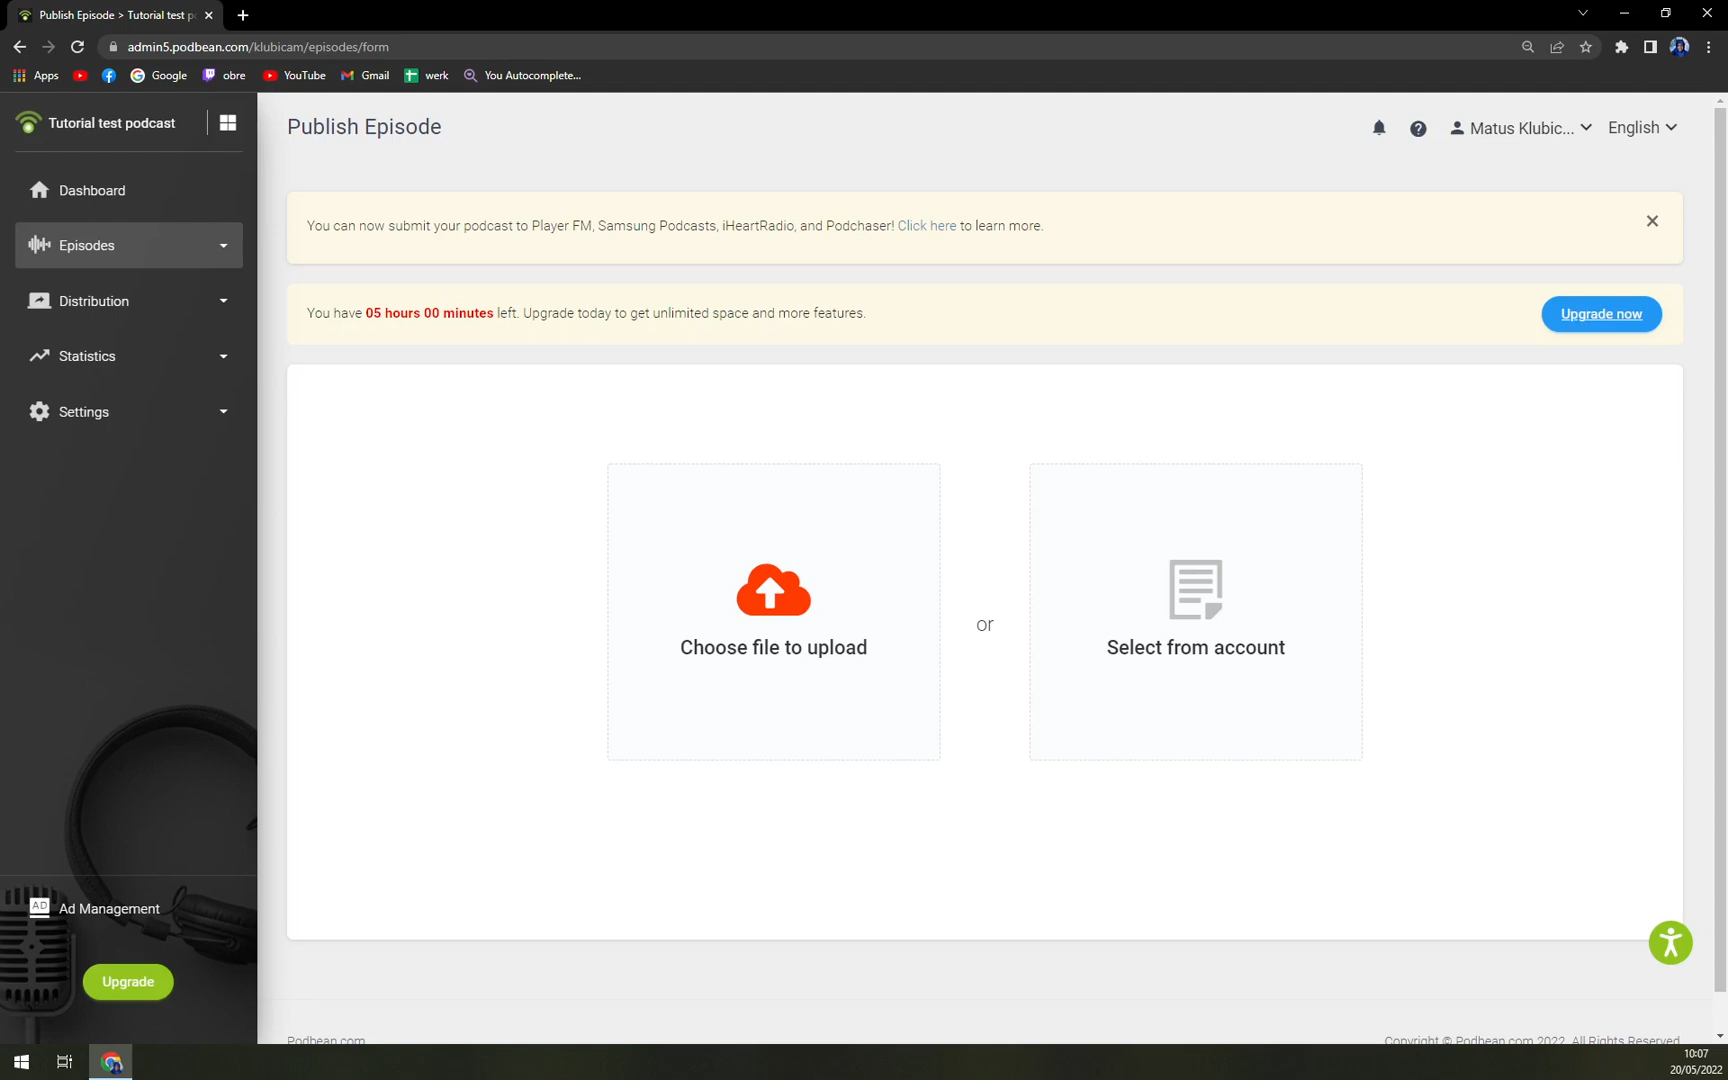 Publish Episode > Tutorial test p
admin5.podbean.com/klubicam/episodes/form
Apps
Google
obre
YouTube
Gmail
werk
You Autocomplete...
Tutorial test podcast
Publish Episode
Matus Klubic...
English
Dashboard
You can now submit your podcast to Player FM, Samsung Podcasts, iHeartRadio, and Podchaser! Click here to learn more.
Episodes
Distribution
You have 05 hours 00 minutes left. Upgrade today to get unlimited space and more features.
Upgrade now
Statistics
Settings
Choose file to upload
or
Select from account
AD
Ad Management
Upgrade
Podbean.com
Copyright © Podbean.com 2022. All Rights Reserved
10:07
20/05/2022